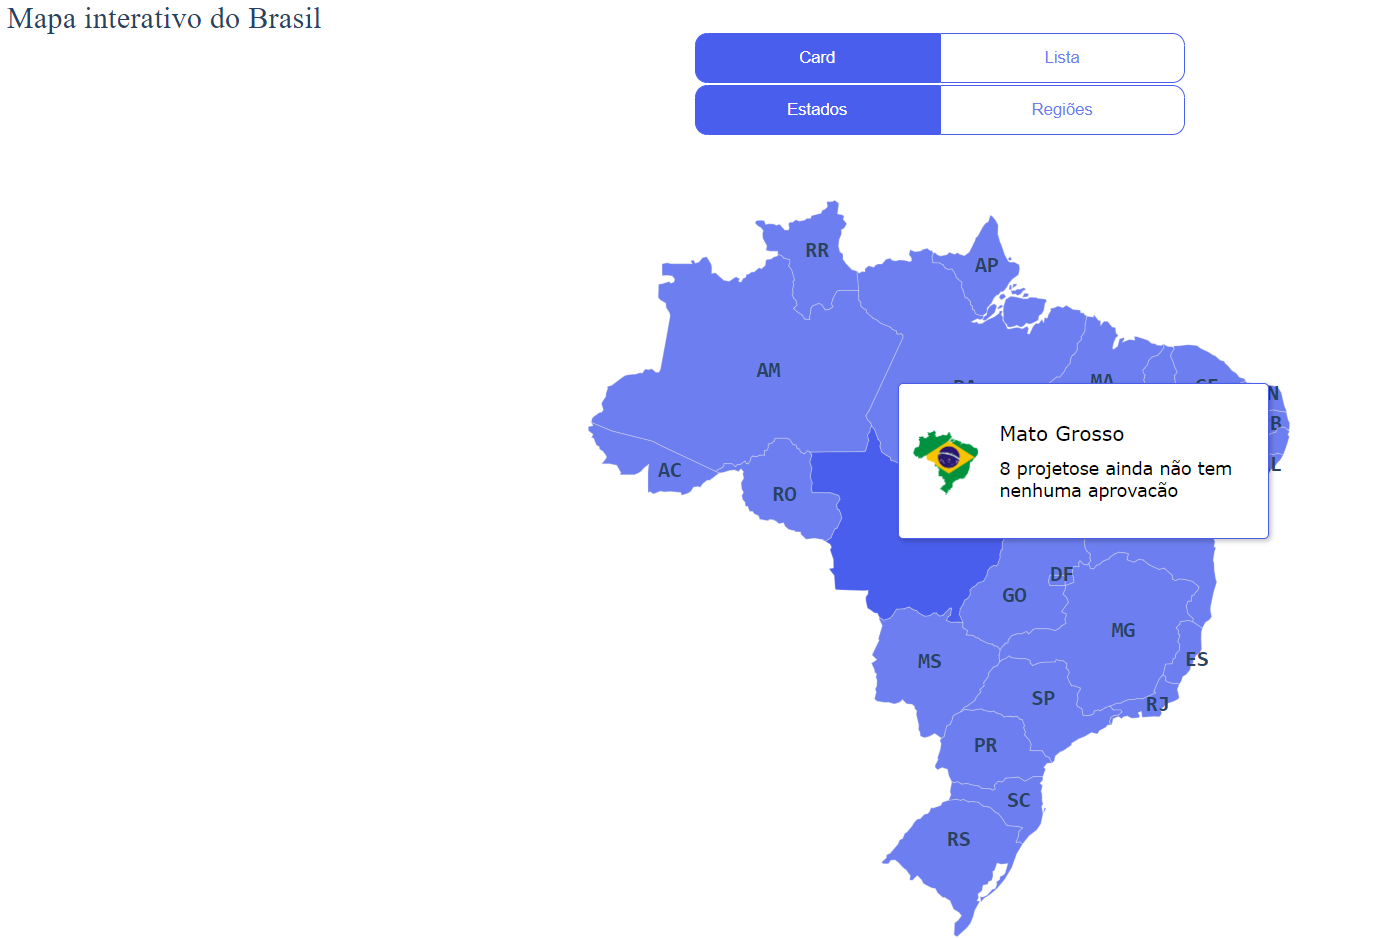 Mapa interativo do Brasil
Card
Lista
Estados
Regiões
RR
AP
AM
MA
CE
N
B
L
Mato Grosso
8 projetose ainda não tem
nenhuma aprovacão
AC
RO
DF
GO
MG
ES
MS
SP
RJ
PR
SC
RS